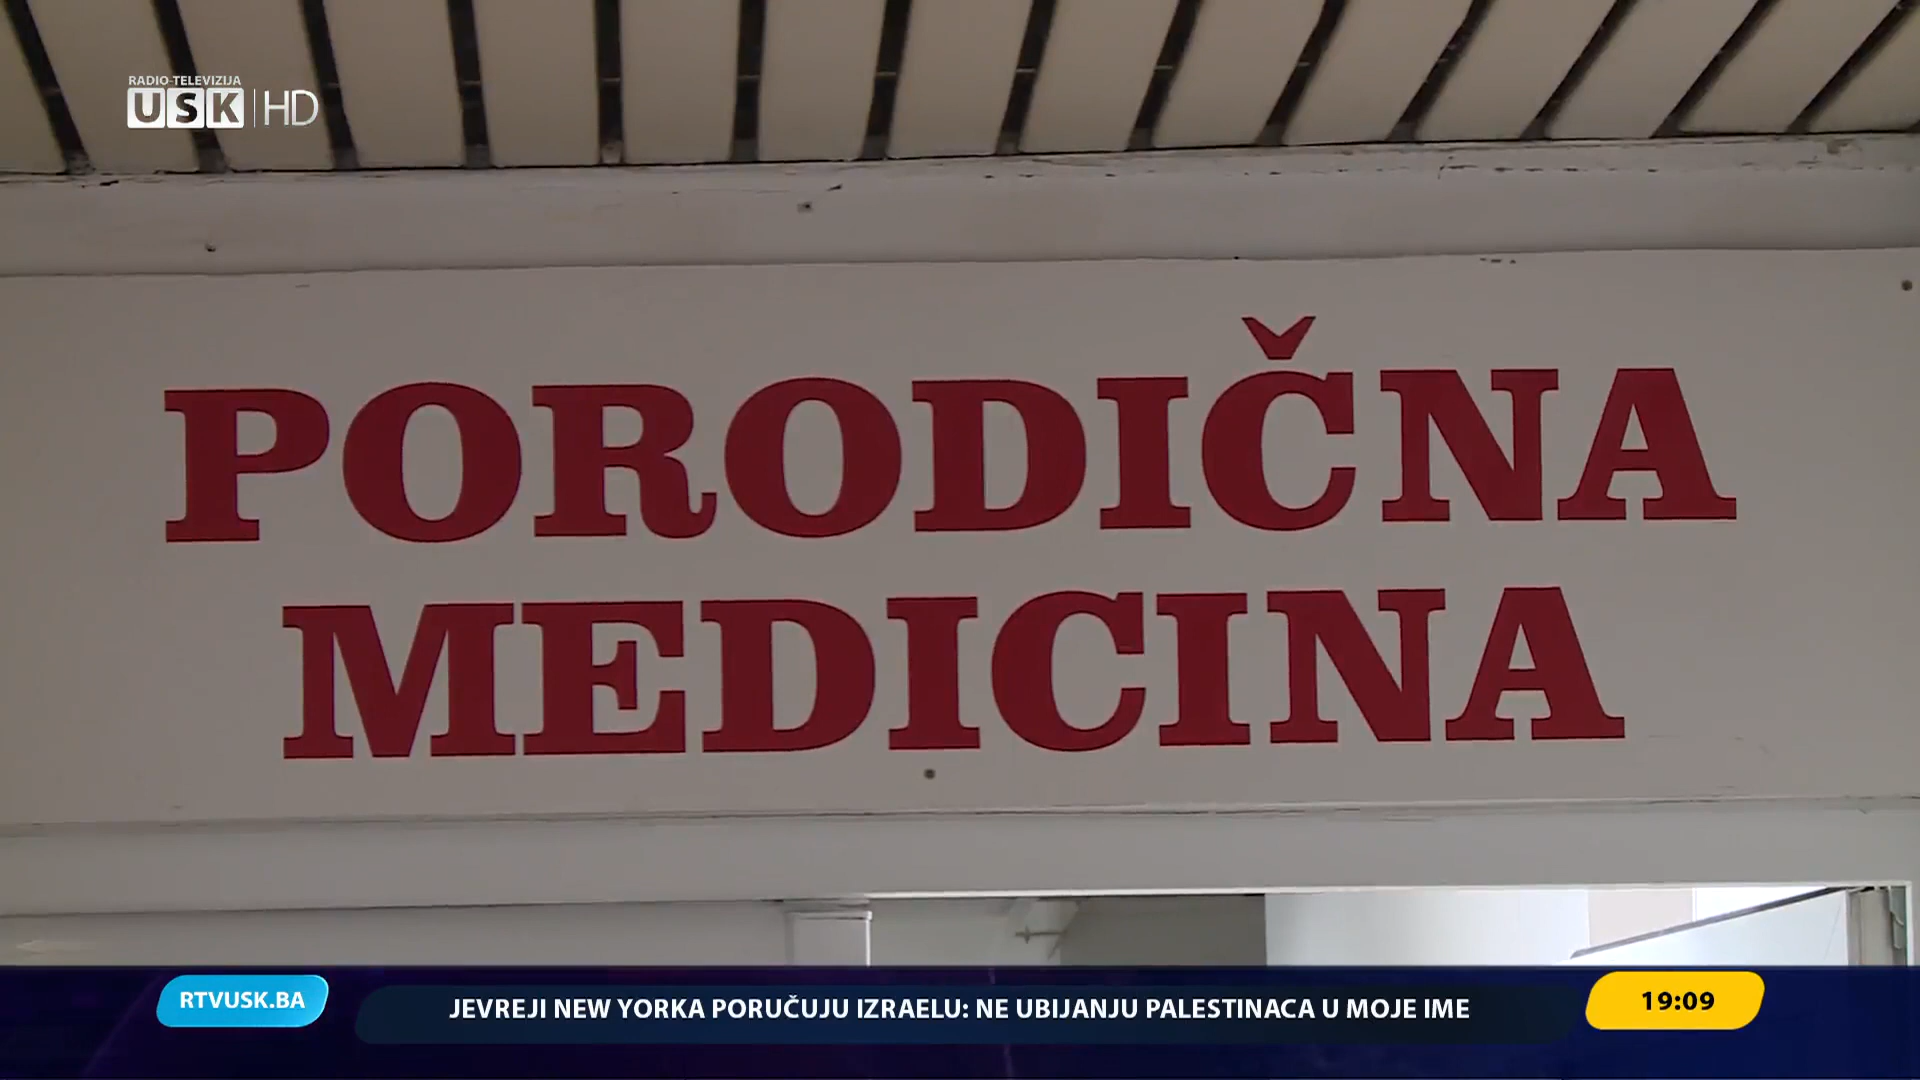 RADIO-TELEVIZIJA
USK HD
PORODIČNA
MEDICINA
RTVUSK.BA
JEVREJI NEW YORKA PORUČUJU IZRAELU: NE UBIJANJU PALESTINACA U MOJE IME
19:09